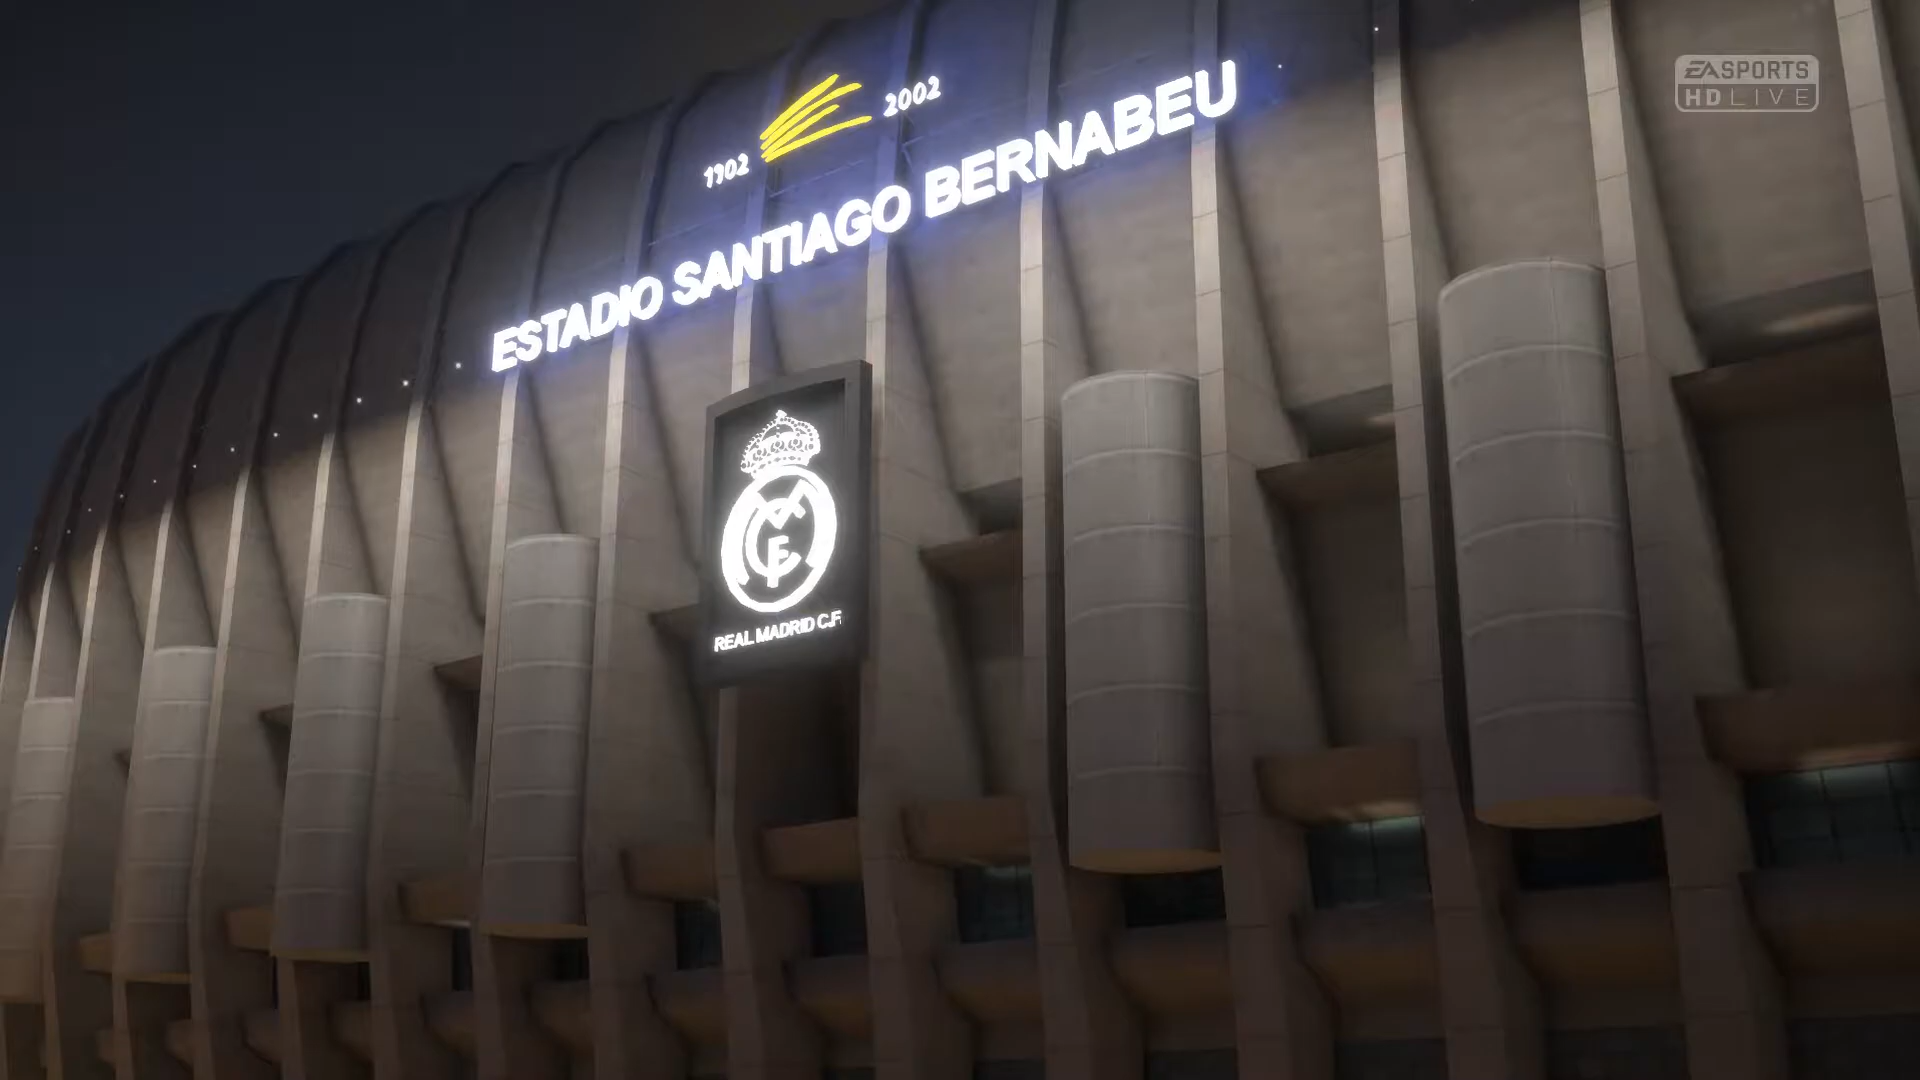 1902
2002
ESTADIO SANTIAGO BERNABEU
REAL MADRID C.F.
EA SPORTS
HD LIVE